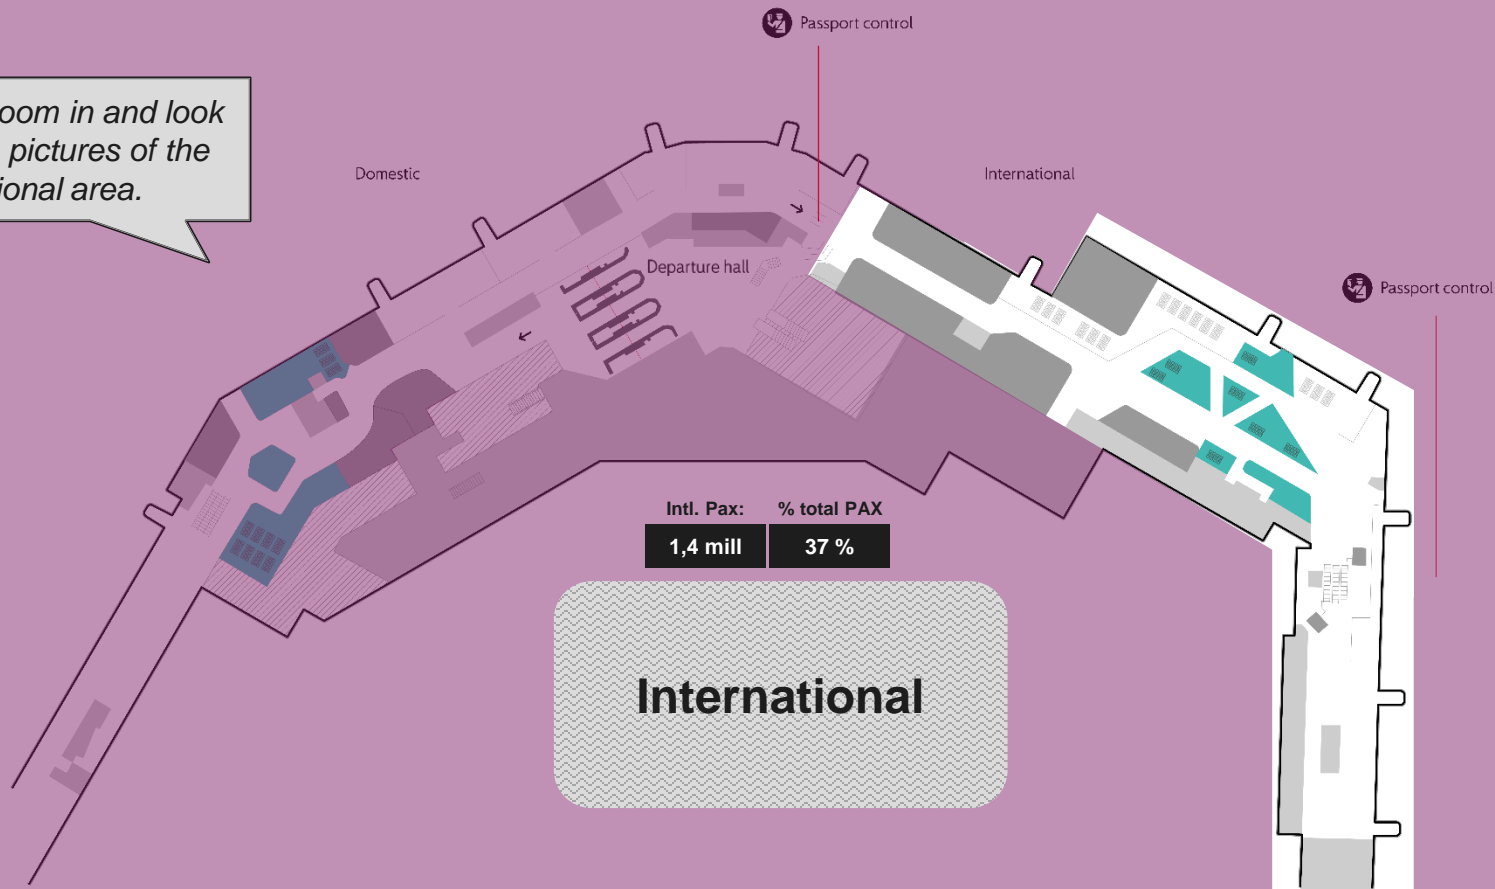 Passport control
oom in and look
pictures of the
ional area.
Domestic
International
Departure hall
Passport control
Intl. Pax: % total PAX
1,4 mill 37 %
International